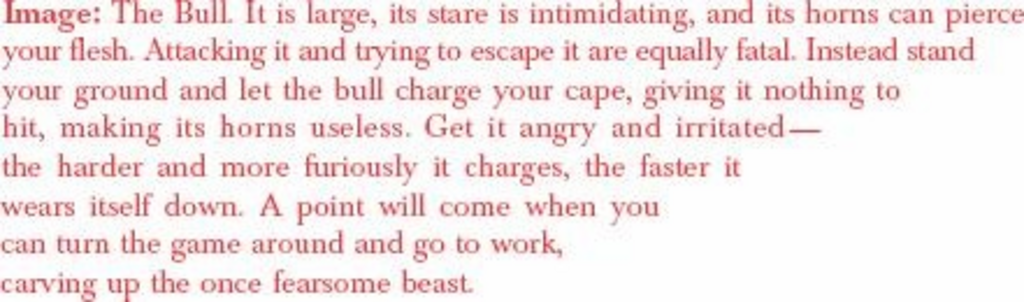 Image: The Bull. It is large, its stare is intimidating, and its horns can pierce
your flesh. Attacking it and trying to escape it are equally fatal. Instead stand
your ground and let the bull charge your cape, giving it nothing to
hit, making its horns useless. Get it angry and irritated—
the harder and more furiously it charges, the faster it
wears itself down. A point will come when you
can turn the game around and go to work,
carving up the once fearsome beast.